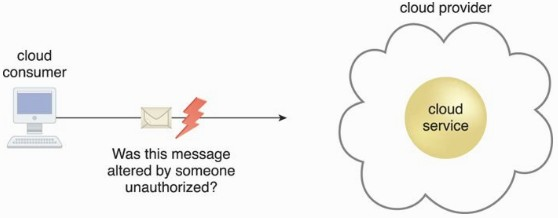 cloud provider
cloud
consumer
cloud
service
Was this message
altered by someone
unauthorized?